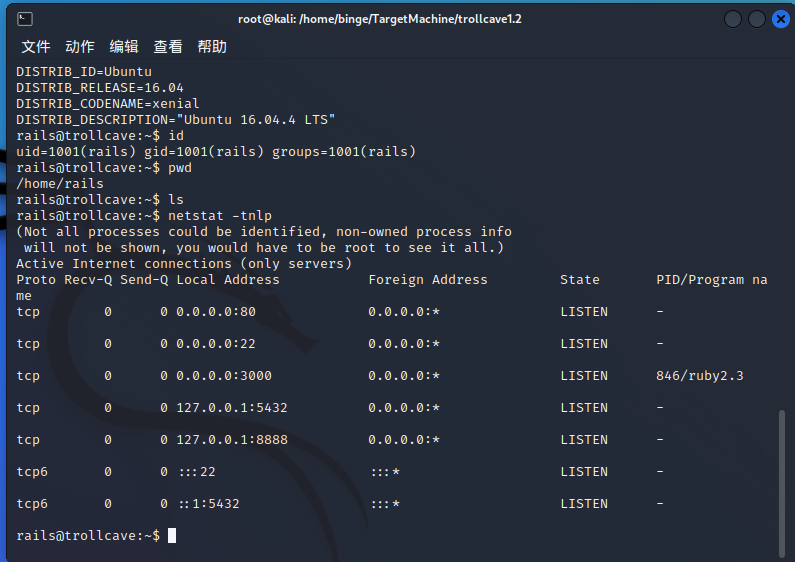 root@kali: /home/binge/TargetMachine/trollcave1.2
文件 动作 编辑 查看 帮助
DISTRIB_ID=Ubuntu
DISTRIB_RELEASE=16.04
DISTRIB_CODENAME=xenial
DISTRIB_DESCRIPTION="Ubuntu 16.04.4 LTS"
rails@trollcave:~$ id
uid=1001(rails) gid=1001(rails) groups=1001(rails)
rails@trollcave:~$ pwd
/home/rails
rails@trollcave:~$ ls
rails@trollcave:~$ netstat -tnlp
(Not all processes could be identified, non-owned process info
 will not be shown, you would have to be root to see it all.)
Active Internet connections (only servers)
Proto Recv-Q Send-Q Local Address           Foreign Address         State       PID/Program na
me
tcp        0      0 0.0.0.0:80              0.0.0.0:*               LISTEN      -
tcp        0      0 0.0.0.0:22              0.0.0.0:*               LISTEN      -
tcp        0      0 0.0.0.0:3000            0.0.0.0:*               LISTEN      846/ruby2.3
tcp        0      0 127.0.0.1:5432          0.0.0.0:*               LISTEN      -
tcp        0      0 127.0.0.1:8888          0.0.0.0:*               LISTEN      -
tcp6       0      0 :::22                   :::*                    LISTEN      -
tcp6       0      0 ::1:5432                :::*                    LISTEN      -
rails@trollcave:~$